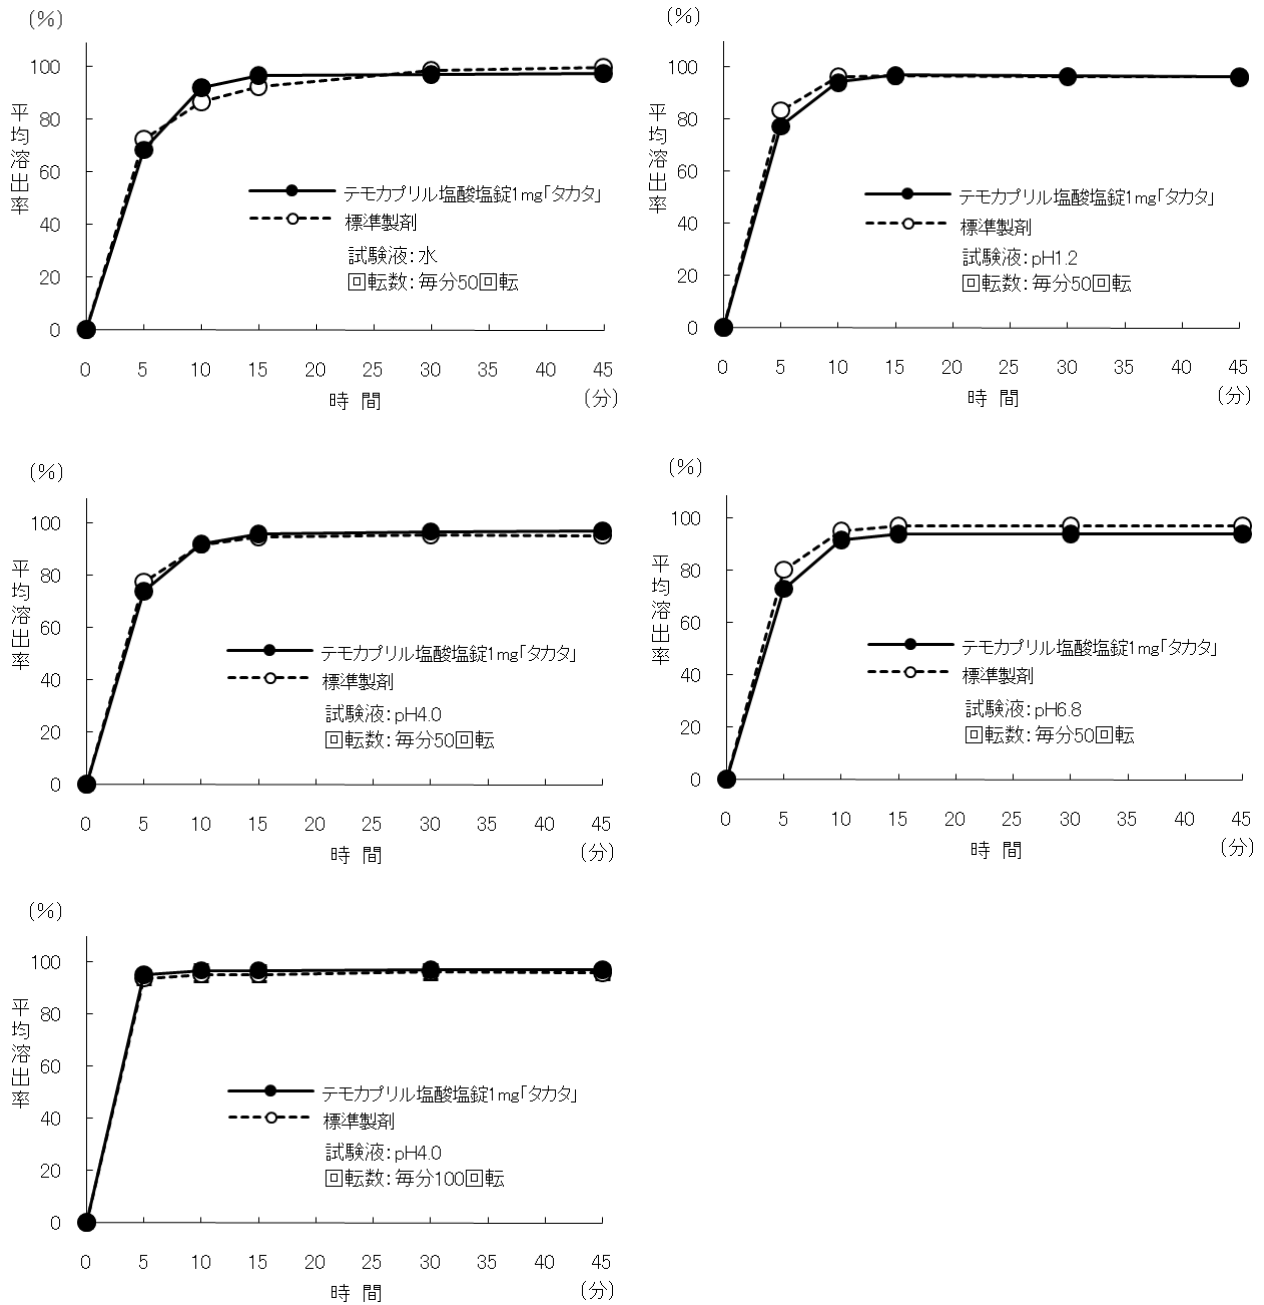 (%)
平均溶出率
100
80
60
40
20
0
テモカプリル塩酸塩錠1mg「タカタ」
標準製剤
試験液：水
回転数：毎分50回転
0 5 10 15 20 25 30 35 40 45
時 間
(分)
(%)
平均溶出率
100
80
60
40
20
0
テモカプリル塩酸塩錠1mg「タカタ」
標準製剤
試験液：pH1.2
回転数：毎分50回転
0 5 10 15 20 25 30 35 40 45
時 間
(分)
(%)
平均溶出率
100
80
60
40
20
0
テモカプリル塩酸塩錠1mg「タカタ」
標準製剤
試験液：pH4.0
回転数：毎分50回転
0 5 10 15 20 25 30 35 40 45
時 間
(分)
(%)
平均溶出率
100
80
60
40
20
0
テモカプリル塩酸塩錠1mg「タカタ」
標準製剤
試験液：pH6.8
回転数：毎分50回転
0 5 10 15 20 25 30 35 40 45
時 間
(分)
(%)
平均溶出率
100
80
60
40
20
0
テモカプリル塩酸塩錠1mg「タカタ」
標準製剤
試験液：pH4.0
回転数：毎分100回転
0 5 10 15 20 25 30 35 40 45
時 間
(分)